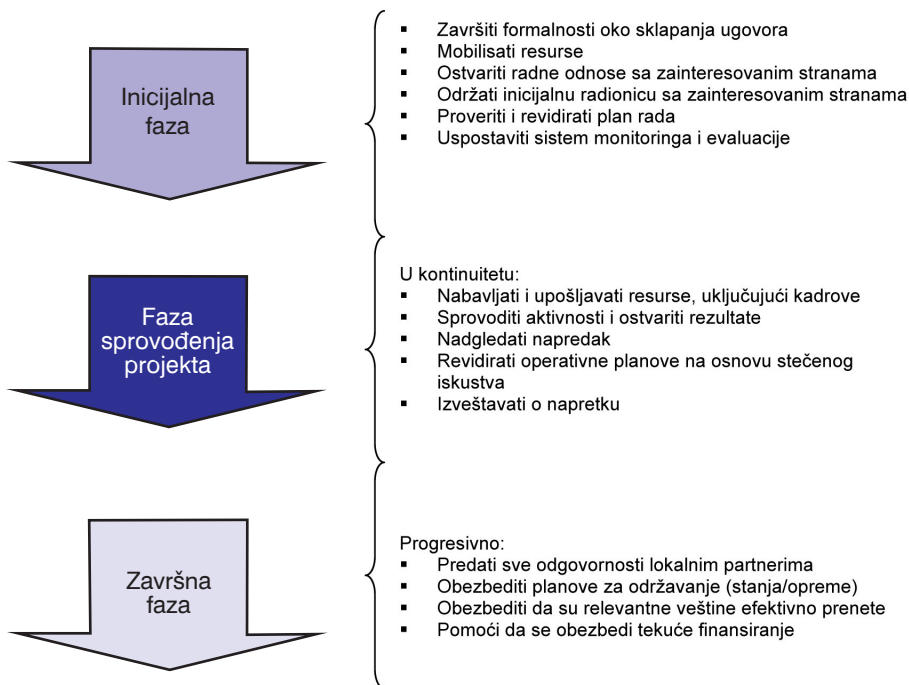 Inicijalna
faza
▪ Završiti formalnosti oko sklapanja ugovora
▪ Mobilisati resurse
▪ Ostvariti radne odnose sa zainteresovanim stranama
▪ Održati inicijalnu radionicu sa zainteresovanim stranama
▪ Proveriti i revidirati plan rada
▪ Uspostaviti sistem monitoringa i evaluacije
Faza
sprovođenja
projekta
U kontinuitetu:
▪ Nabavljati i upošljavati resurse, uključujući kadrove
▪ Sprovoditi aktivnosti i ostvariti rezultate
▪ Nadgledati napredak
▪ Revidirati operativne planove na osnovu stečenog
iskustva
▪ Izveštavati o napretku
Završna
faza
Progresivno:
▪ Predati sve odgovornosti lokalnim partnerima
▪ Obezbediti planove za održavanje (stanja/opreme)
▪ Obezbediti da su relevantne veštine efektivno prenete
▪ Pomoći da se obezbedi tekuće finansiranje